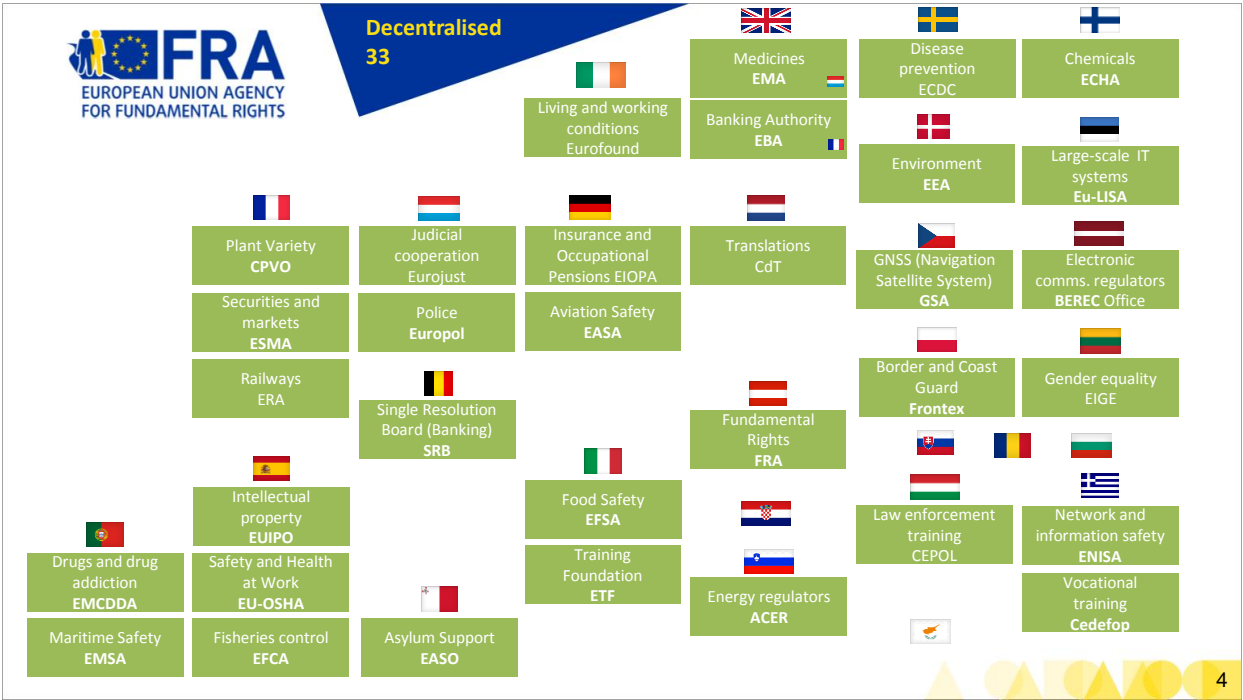 FRA
EUROPEAN UNION AGENCY
FOR FUNDAMENTAL RIGHTS
Decentralised
33
Living and working
conditions
Eurofound
Medicines
EMA
Banking Authority
EBA
Disease
prevention
ECDC
Chemicals
ECHA
Environment
EEA
Large-scale IT
systems
Eu-LISA
Plant Variety
CPVO
Securities and
markets
ESMA
Railways
ERA
Judicial
cooperation
Eurojust
Police
Europol
Single Resolution
Board (Banking)
SRB
Insurance and
Occupational
Pensions EIOPA
Aviation Safety
EASA
Translations
CdT
GNSS (Navigation
Satellite System)
GSA
Electronic
comms. regulators
BEREC Office
Border and Coast
Guard
Frontex
Gender equality
EIGE
Fundamental
Rights
FRA
Intellectual
property
EUIPO
Food Safety
EFSA
Training
Foundation
ETF
Law enforcement
training
CEPOL
Network and
information safety
ENISA
Drugs and drug
addiction
EMCDDA
Safety and Health
at Work
EU-OSHA
Energy regulators
ACER
Vocational
training
Cedefop
Maritime Safety
EMSA
Fisheries control
EFCA
Asylum Support
EASO
4